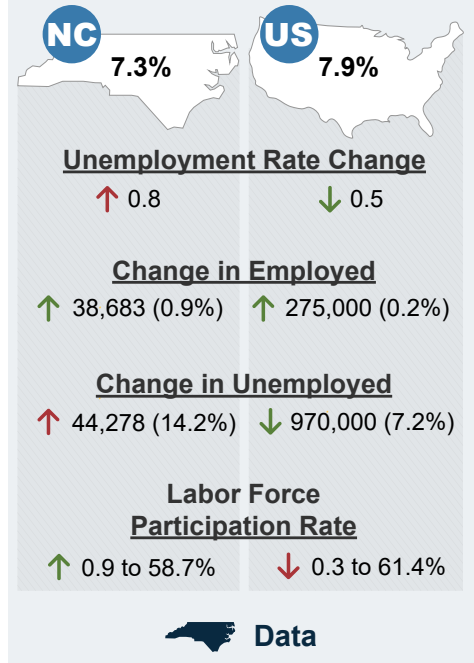 NC US
7.3% 7.9%
Unemployment Rate Change
↑ 0.8 ↓ 0.5
Change in Employed
↑ 38,683 (0.9%) ↑ 275,000 (0.2%)
Change in Unemployed
↑ 44,278 (14.2%) ↓ 970,000 (7.2%)
Labor Force
Participation Rate
↑ 0.9 to 58.7% ↓ 0.3 to 61.4%
Data